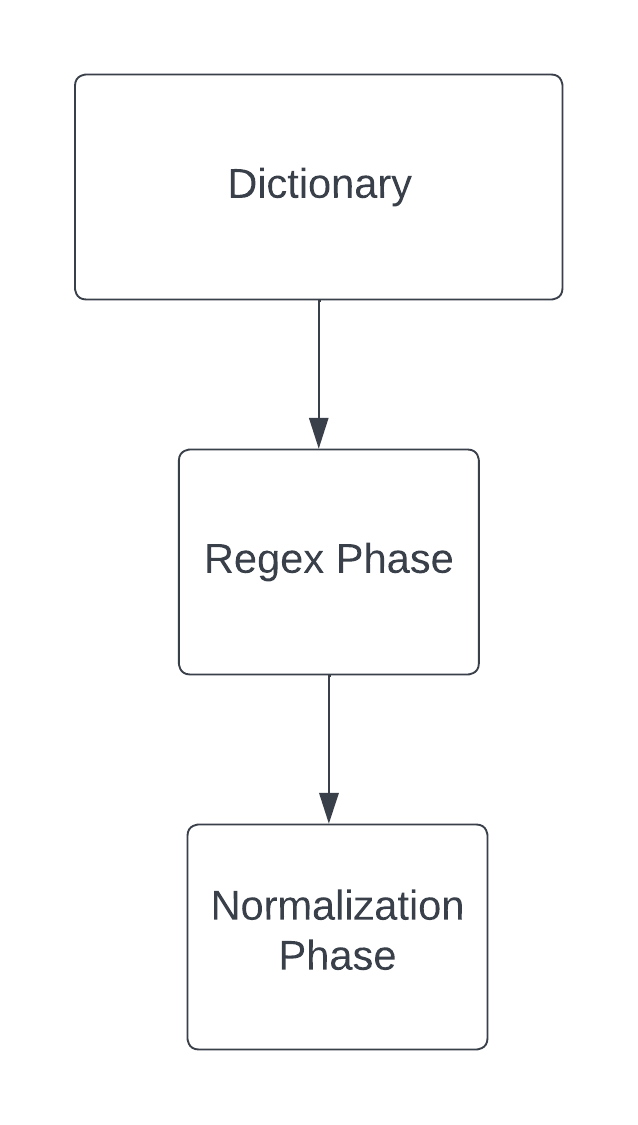 Dictionary
Regex Phase
Normalization
Phase